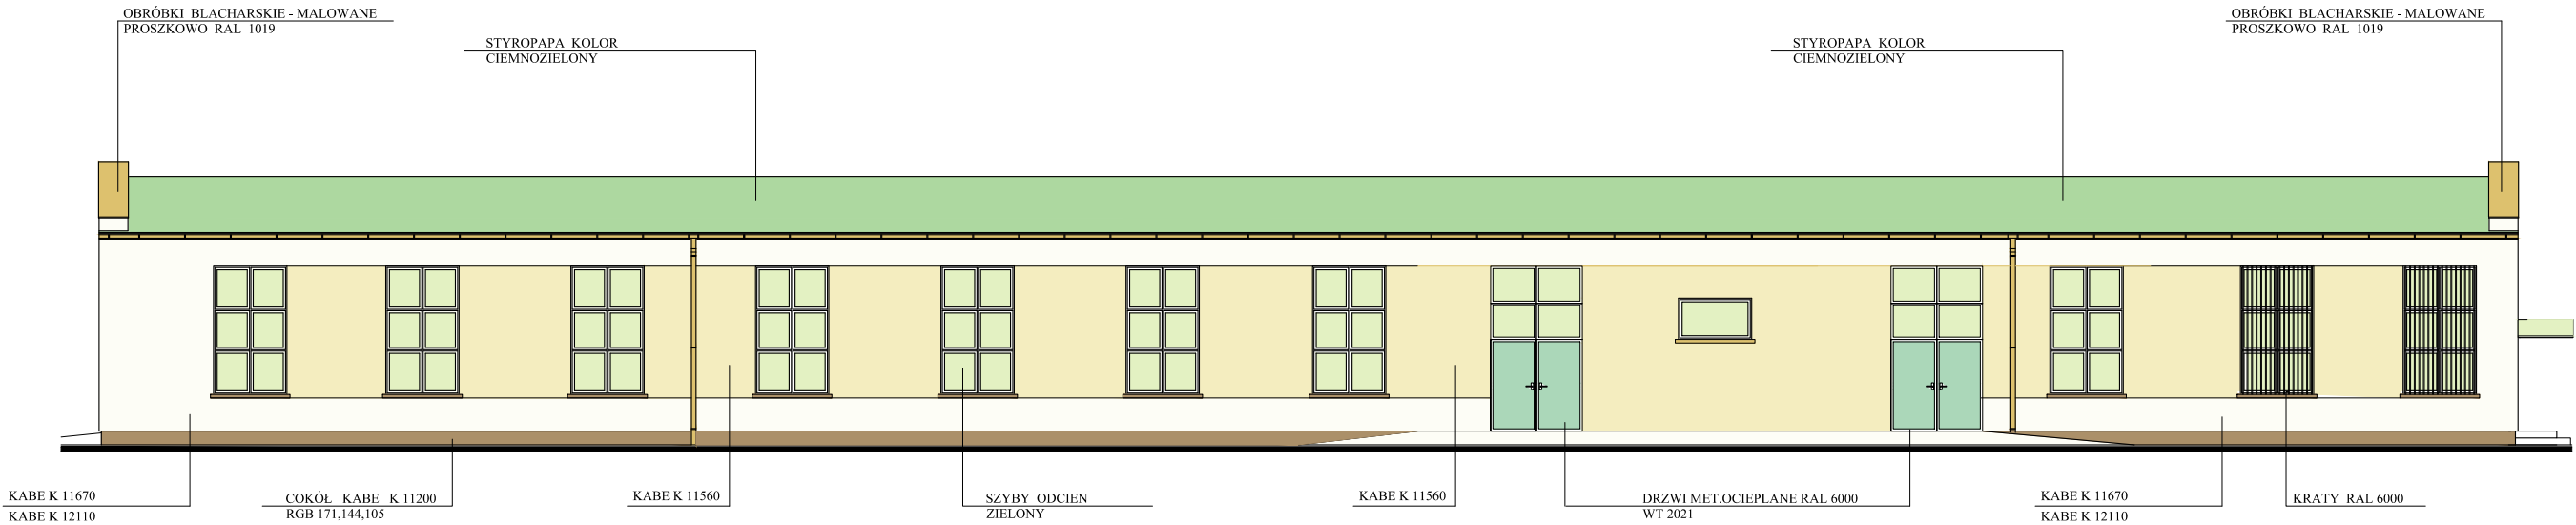 OBRÓBKI BLACHARSKIE - MALOWANE
PROSZKOWO RAL 1019
STYROPAPA KOLOR
CIEMNOZIELONY
STYROPAPA KOLOR
CIEMNOZIELONY
OBRÓBKI BLACHARSKIE - MALOWANE
PROSZKOWO RAL 1019
KABE K 11670
KABE K 12110
COKÓŁ KABE K 11200
RGB 171,144,105
KABE K 11560
SZYBY ODCIEN
ZIELONY
KABE K 11560
DRZWI MET.OCIEPLANE RAL 6000
WT 2021
KABE K 11670
KABE K 12110
KRATY RAL 6000